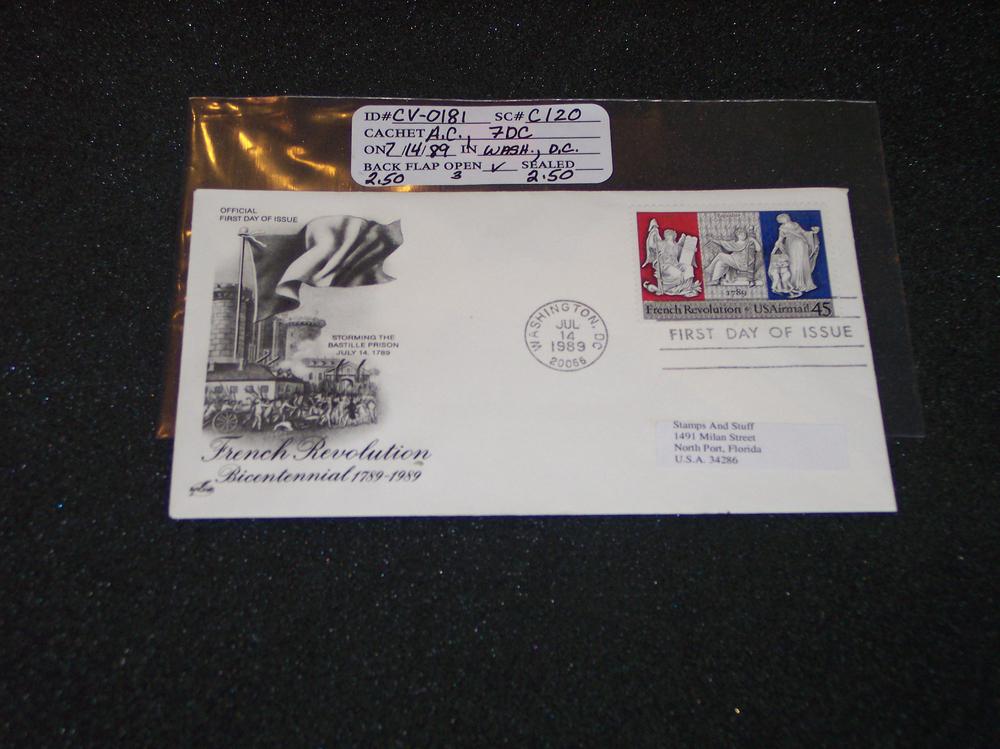 ID# CV-0181 SC# C120
CACHET A.C., 7DC
ON 7/14/89 IN WASH., D.C.
BACK FLAP OPEN ✓ SEALED
2.50 3 2.50
OFFICIAL
FIRST DAY OF ISSUE
STORMING THE
BASTILLE PRISON
JULY 14, 1789
French Revolution
Bicentennial 1789-1989
WASHINGTON, DC
JUL
14
1989
20066
1789
French Revolution • USAirmail 45
FIRST DAY OF ISSUE
Stamps And Stuff
1491 Milan Street
North Port, Florida
U.S.A. 34286